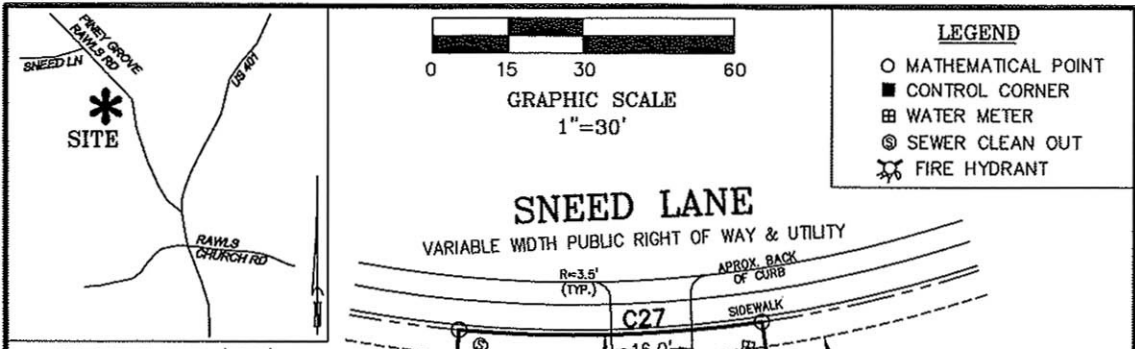 PINEY GROVE
RAWLS RD
SNEED LN
US 401
SITE
RAWLS
CHURCH RD
N
0 15 30 60
GRAPHIC SCALE
1"=30'
LEGEND
MATHEMATICAL POINT
CONTROL CORNER
WATER METER
S SEWER CLEAN OUT
FIRE HYDRANT
SNEED LANE
VARIABLE WIDTH PUBLIC RIGHT OF WAY & UTILITY
R=3.5'
(TYP.)
APROX. BACK
OF CURB
SIDEWALK
C27
S
16.0'